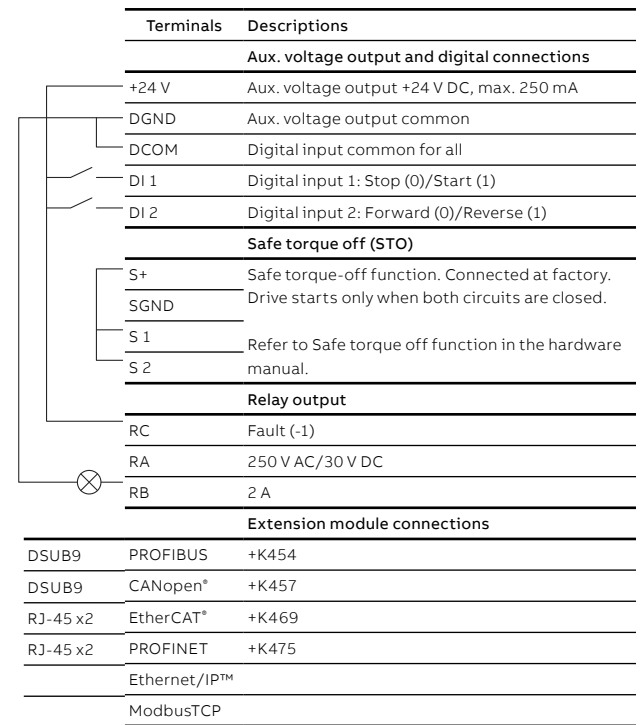 Terminals Descriptions
Aux. voltage output and digital connections
+24 V Aux. voltage output +24 V DC, max. 250 mA
DGND Aux. voltage output common
DCOM Digital input common for all
DI 1 Digital input 1: Stop (0)/Start (1)
DI 2 Digital input 2: Forward (0)/Reverse (1)
Safe torque off (STO)
S+ Safe torque-off function. Connected at factory.
SGND Drive starts only when both circuits are closed.
S 1 Refer to Safe torque off function in the hardware
S 2 manual.
Relay output
RC Fault (-1)
RA 250 V AC/30 V DC
RB 2 A
Extension module connections
DSUB9 PROFIBUS +K454
DSUB9 CANopen® +K457
RJ-45 x2 EtherCAT® +K469
RJ-45 x2 PROFINET +K475
Ethernet/IP™
ModbusTCP